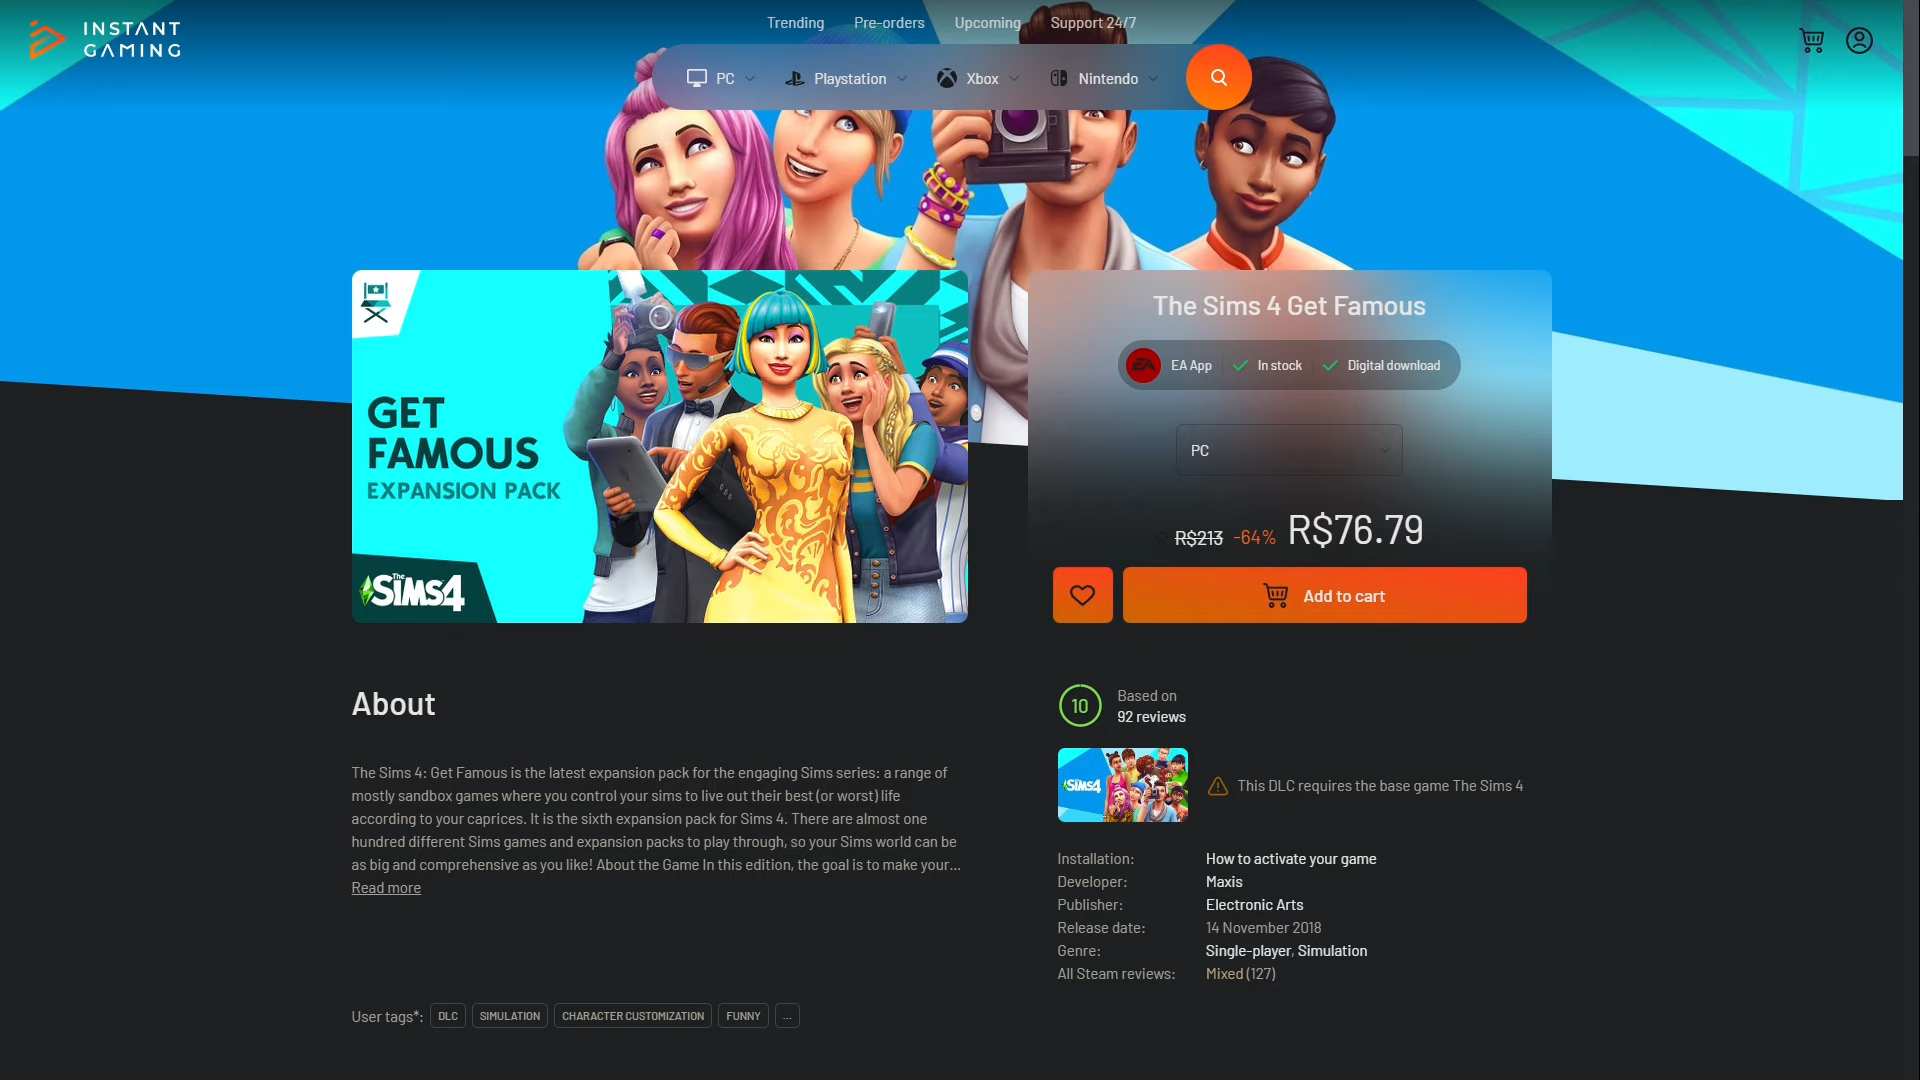 INSTANT
GAMING
Trending
Pre-orders
Upcoming
Support 24/7
PC
Playstation
Xbox
Nintendo
GET
FAMOUS
EXPANSION PACK
The
SiMS4
The Sims 4 Get Famous
EA
EA App
In stock
Digital download
PC
R$213 -64% R$76.79
Add to cart
About
The Sims 4: Get Famous is the latest expansion pack for the engaging Sims series: a range of
mostly sandbox games where you control your sims to live out their best (or worst) life
according to your caprices. It is the sixth expansion pack for Sims 4. There are almost one
hundred different Sims games and expansion packs to play through, so your Sims world can be
as big and comprehensive as you like! About the Game In this edition, the goal is to make your...
Read more
User tags*: DLC SIMULATION CHARACTER CUSTOMIZATION FUNNY ...
10
Based on
92 reviews
SiMS4
This DLC requires the base game The Sims 4
Installation: How to activate your game
Developer: Maxis
Publisher: Electronic Arts
Release date: 14 November 2018
Genre: Single-player, Simulation
All Steam reviews: Mixed (127)